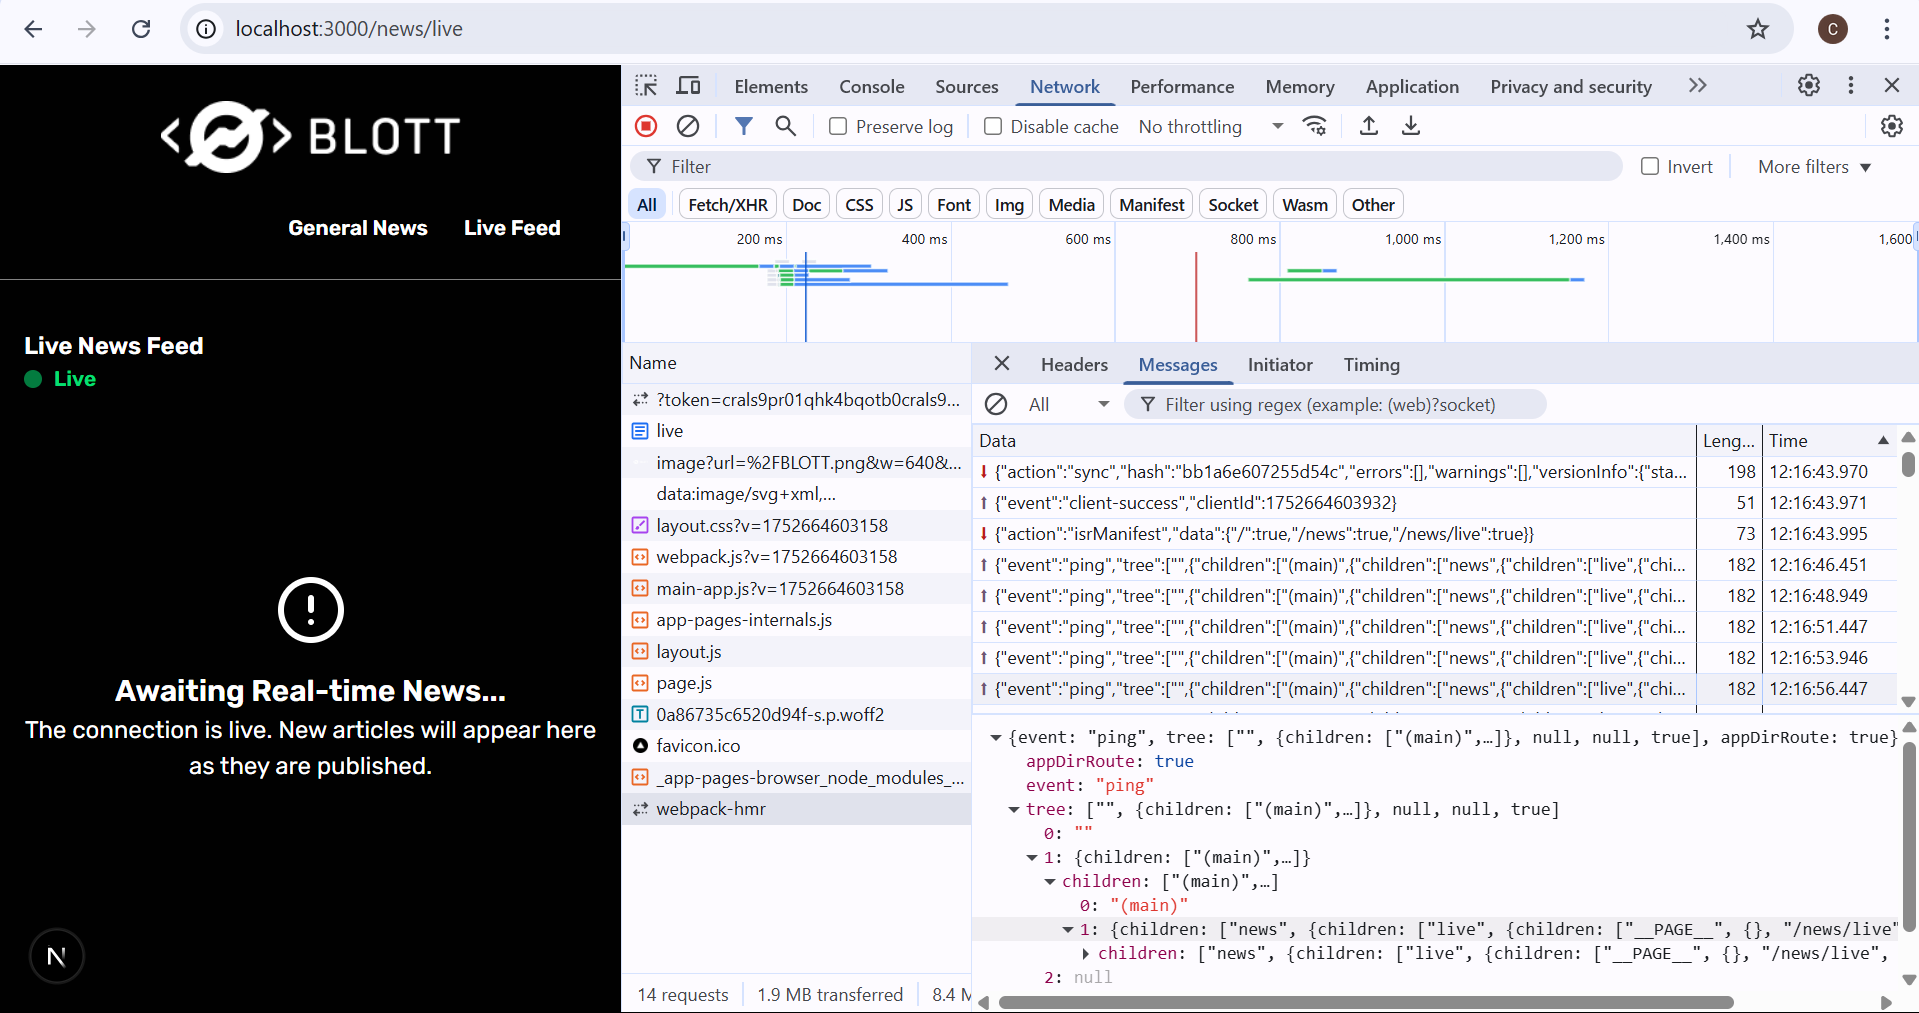 localhost:3000/news/live
C
BLOTT
General News Live Feed
Live News Feed
Live
Awaiting Real-time News...
The connection is live. New articles will appear here
as they are published.
N
Elements Console Sources Network Performance Memory Application Privacy and security
Preserve log Disable cache No throttling
Filter Invert More filters
All Fetch/XHR Doc CSS JS Font Img Media Manifest Socket Wasm Other
200 ms 400 ms 600 ms 800 ms 1,000 ms 1,200 ms 1,400 ms 1,600
Name
?token=crals9pr01qhk4bqotb0crals9...
live
image?url=%2FBLOTT.png&w=640&...
data:image/svg+xml,...
layout.css?v=1752664603158
webpack.js?v=1752664603158
main-app.js?v=1752664603158
app-pages-internals.js
layout.js
page.js
0a86735c6520d94f-s.p.woff2
favicon.ico
_app-pages-browser_node_modules_...
webpack-hmr
14 requests 1.9 MB transferred 8.4 M
Headers Messages Initiator Timing
All Filter using regex (example: (web)?socket)
Data Leng... Time
{"action":"sync","hash":"bb1a6e607255d54c","errors":[],"warnings":[],"versionInfo":{"sta... 198 12:16:43.970
{"event":"client-success","clientId":1752664603932} 51 12:16:43.971
{"action":"isrManifest","data":{"/":true,"/news":true,"/news/live":true}} 73 12:16:43.995
{"event":"ping","tree":["",{"children":["(main)",{"children":["news",{"children":["live",{"chi... 182 12:16:46.451
{"event":"ping","tree":["",{"children":["(main)",{"children":["news",{"children":["live",{"chi... 182 12:16:48.949
{"event":"ping","tree":["",{"children":["(main)",{"children":["news",{"children":["live",{"chi... 182 12:16:51.447
{"event":"ping","tree":["",{"children":["(main)",{"children":["news",{"children":["live",{"chi... 182 12:16:53.946
{"event":"ping","tree":["",{"children":["(main)",{"children":["news",{"children":["live",{"chi... 182 12:16:56.447
{event: "ping", tree: ["", {children: ["(main)",…]}, null, null, true], appDirRoute: true}
appDirRoute: true
event: "ping"
tree: ["", {children: ["(main)",…]}, null, null, true]
0: ""
1: {children: ["(main)",…]}
children: ["(main)",…]
0: "(main)"
1: {children: ["news", {children: ["live", {children: ["__PAGE__", {}, "/news/live"
children: ["news", {children: ["live", {children: ["__PAGE__", {}, "/news/live",
2: null